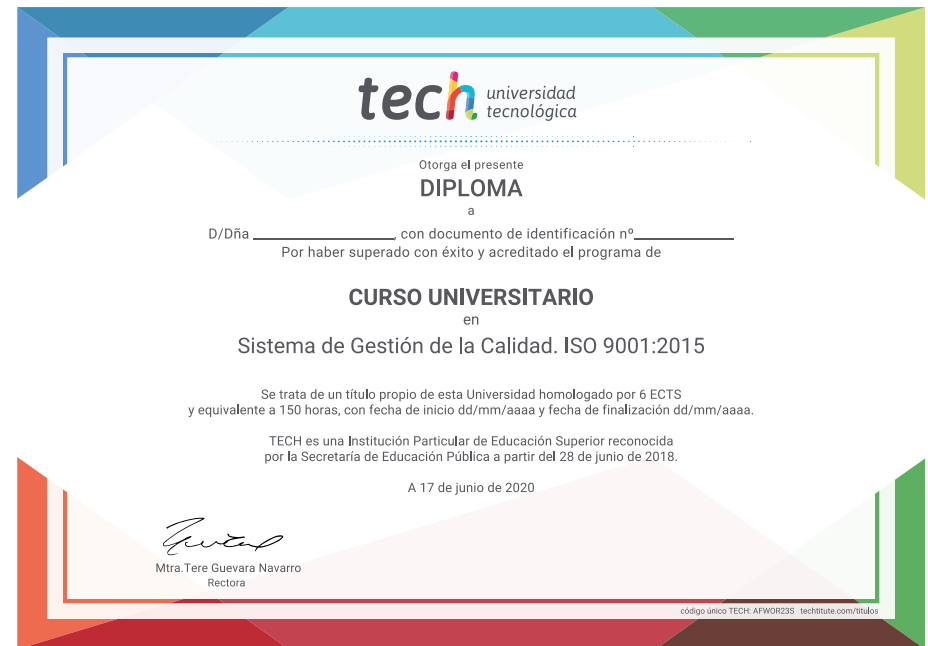 tech universidad
tecnológica
Otorga el presente
DIPLOMA
a
D/Dña ____________________, con documento de identificación nº______________
Por haber superado con éxito y acreditado el programa de
CURSO UNIVERSITARIO
en
Sistema de Gestión de la Calidad. ISO 9001:2015
Se trata de un título propio de esta Universidad homologado por 6 ECTS
y equivalente a 150 horas, con fecha de inicio dd/mm/aaaa y fecha de finalización dd/mm/aaaa.
TECH es una Institución Particular de Educación Superior reconocida
por la Secretaría de Educación Pública a partir del 28 de junio de 2018.
A 17 de junio de 2020
Mtra.Tere Guevara Navarro
Rectora
código único TECH: AFWOR23S techtitute.com/titulos